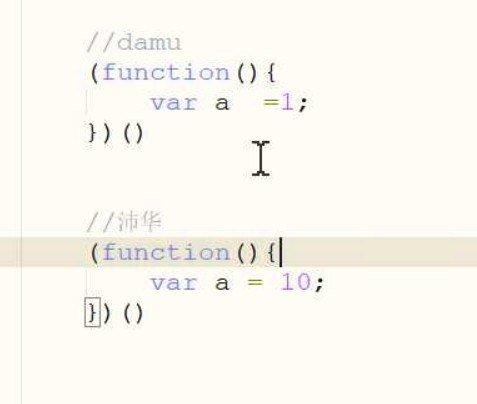 //damu
(function(){
    var a  =1;
})()
//沛华
(function(){
    var a = 10;
})()